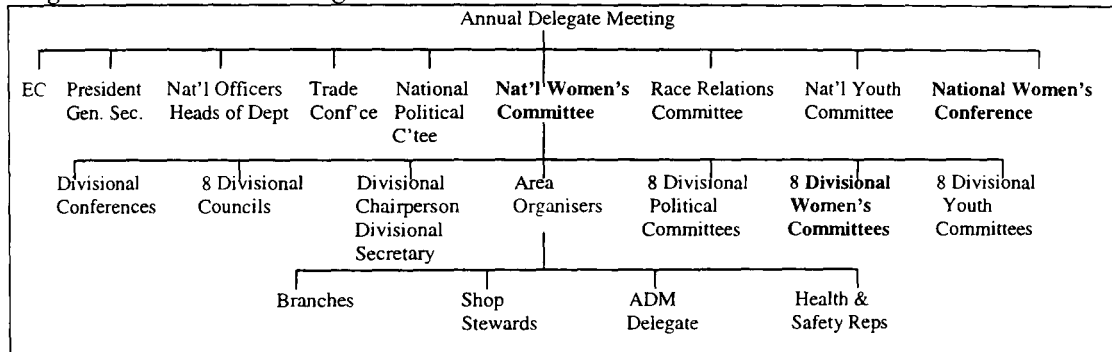 Annual Delegate Meeting
EC
President
Gen. Sec.
Nat'l Officers
Heads of Dept
Trade
Conf'ce
National
Political
C'tee
Nat'l Women's
Committee
Race Relations
Committee
Nat'l Youth
Committee
National Women's
Conference
Divisional
Conferences
8 Divisional
Councils
Divisional
Chairperson
Divisional
Secretary
Area
Organisers
8 Divisional
Political
Committees
8 Divisional
Women's
Committees
8 Divisional
Youth
Committees
Branches
Shop
Stewards
ADM
Delegate
Health &
Safety Reps